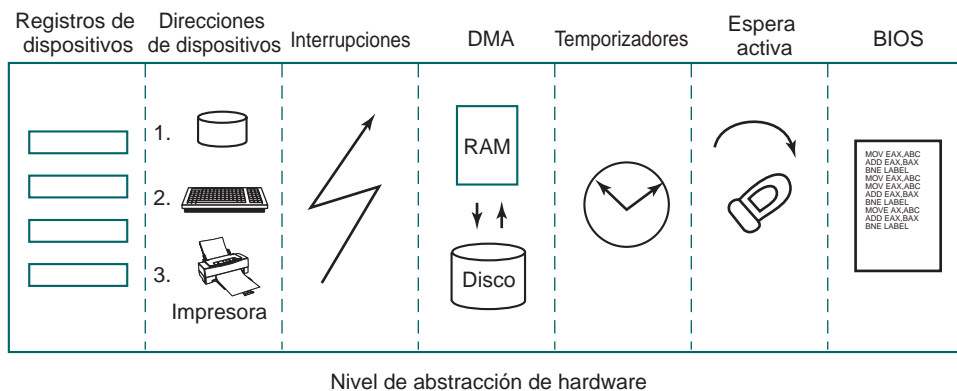 Registros de
dispositivos
Direcciones
de dispositivos
Interrupciones
DMA
Temporizadores
Espera
activa
BIOS
1.
2.
3.
Impresora
RAM
Disco
MOV EAX,ABC
ADD EAX,BAX
BNE LABEL
MOV EAX,ABC
MOV EAX,ABC
ADD EAX,BAX
BNE LABEL
MOVE AX,ABC
ADD EAX,BAX
BNE LABEL
Nivel de abstracción de hardware